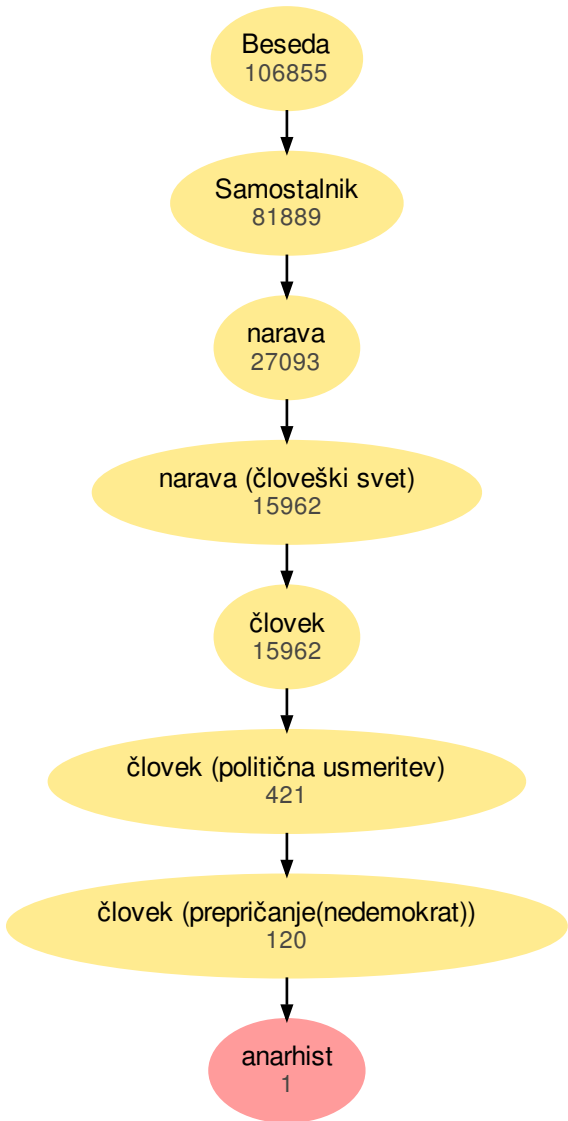 Beseda
106855
Samostalnik
81889
narava
27093
narava (človeški svet)
15962
človek
15962
človek (politična usmeritev)
421
človek (prepričanje(nedemokrat))
120
anarhist
1